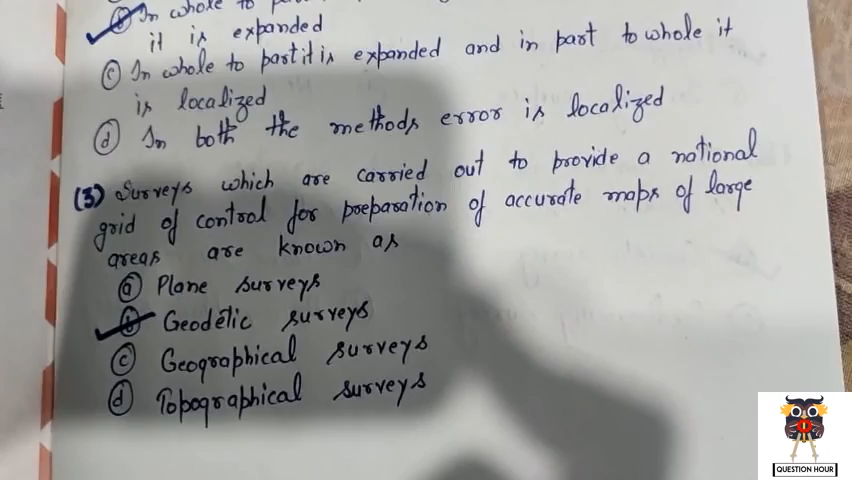 (b) In whole to
it is expanded
(c) In whole to part it is expanded and in part to whole it
is localized
(d) In both the methods error is localized
(3) Surveys which are carried out to provide a national
grid of control for preparation of accurate maps of large
areas are known as
(a) Plane surveys
(b) Geodetic surveys
(c) Geographical surveys
(d) Topographical surveys
QUESTION HOUR